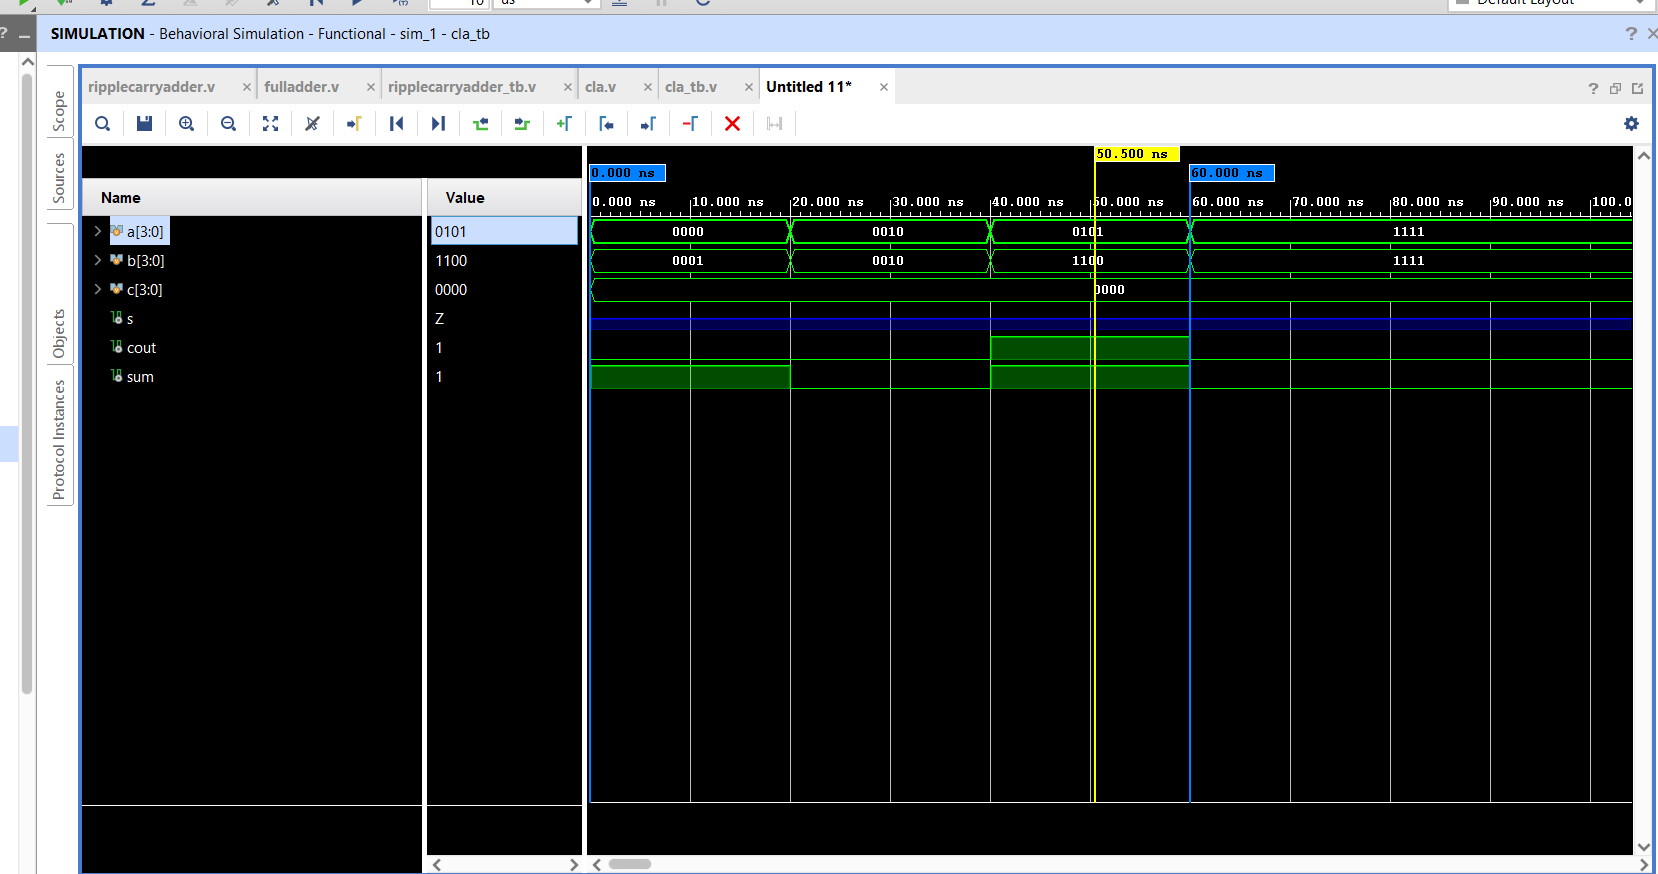 10 us Default Layout
? SIMULATION - Behavioral Simulation - Functional - sim_1 - cla_tb ?
ripplecarryadder.v fulladder.v ripplecarryadder_tb.v cla.v cla_tb.v Untitled 11* ?
Scope
Sources
Objects
Protocol Instances
50.500 ns
0.000 ns 60.000 ns
Name Value 0.000 ns 10.000 ns 20.000 ns 30.000 ns 40.000 ns 50.000 ns 60.000 ns 70.000 ns 80.000 ns 90.000 ns 100.0
a[3:0] 0101 0000 0010 0101 1111
b[3:0] 1100 0001 0010 1100 1111
c[3:0] 0000 0000
s Z
cout 1
sum 1